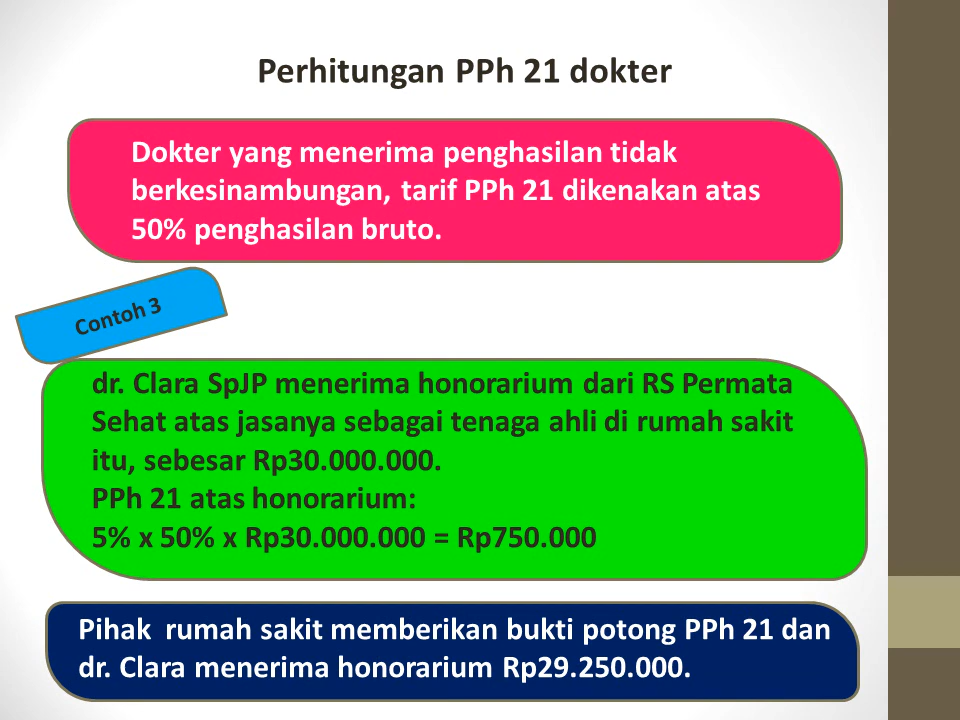 Perhitungan PPh 21 dokter
Dokter yang menerima penghasilan tidak
berkesinambungan, tarif PPh 21 dikenakan atas
50% penghasilan bruto.
Contoh 3
dr. Clara SpJP menerima honorarium dari RS Permata
Sehat atas jasanya sebagai tenaga ahli di rumah sakit
itu, sebesar Rp30.000.000.
PPh 21 atas honorarium:
5% x 50% x Rp30.000.000 = Rp750.000
Pihak rumah sakit memberikan bukti potong PPh 21 dan
dr. Clara menerima honorarium Rp29.250.000.